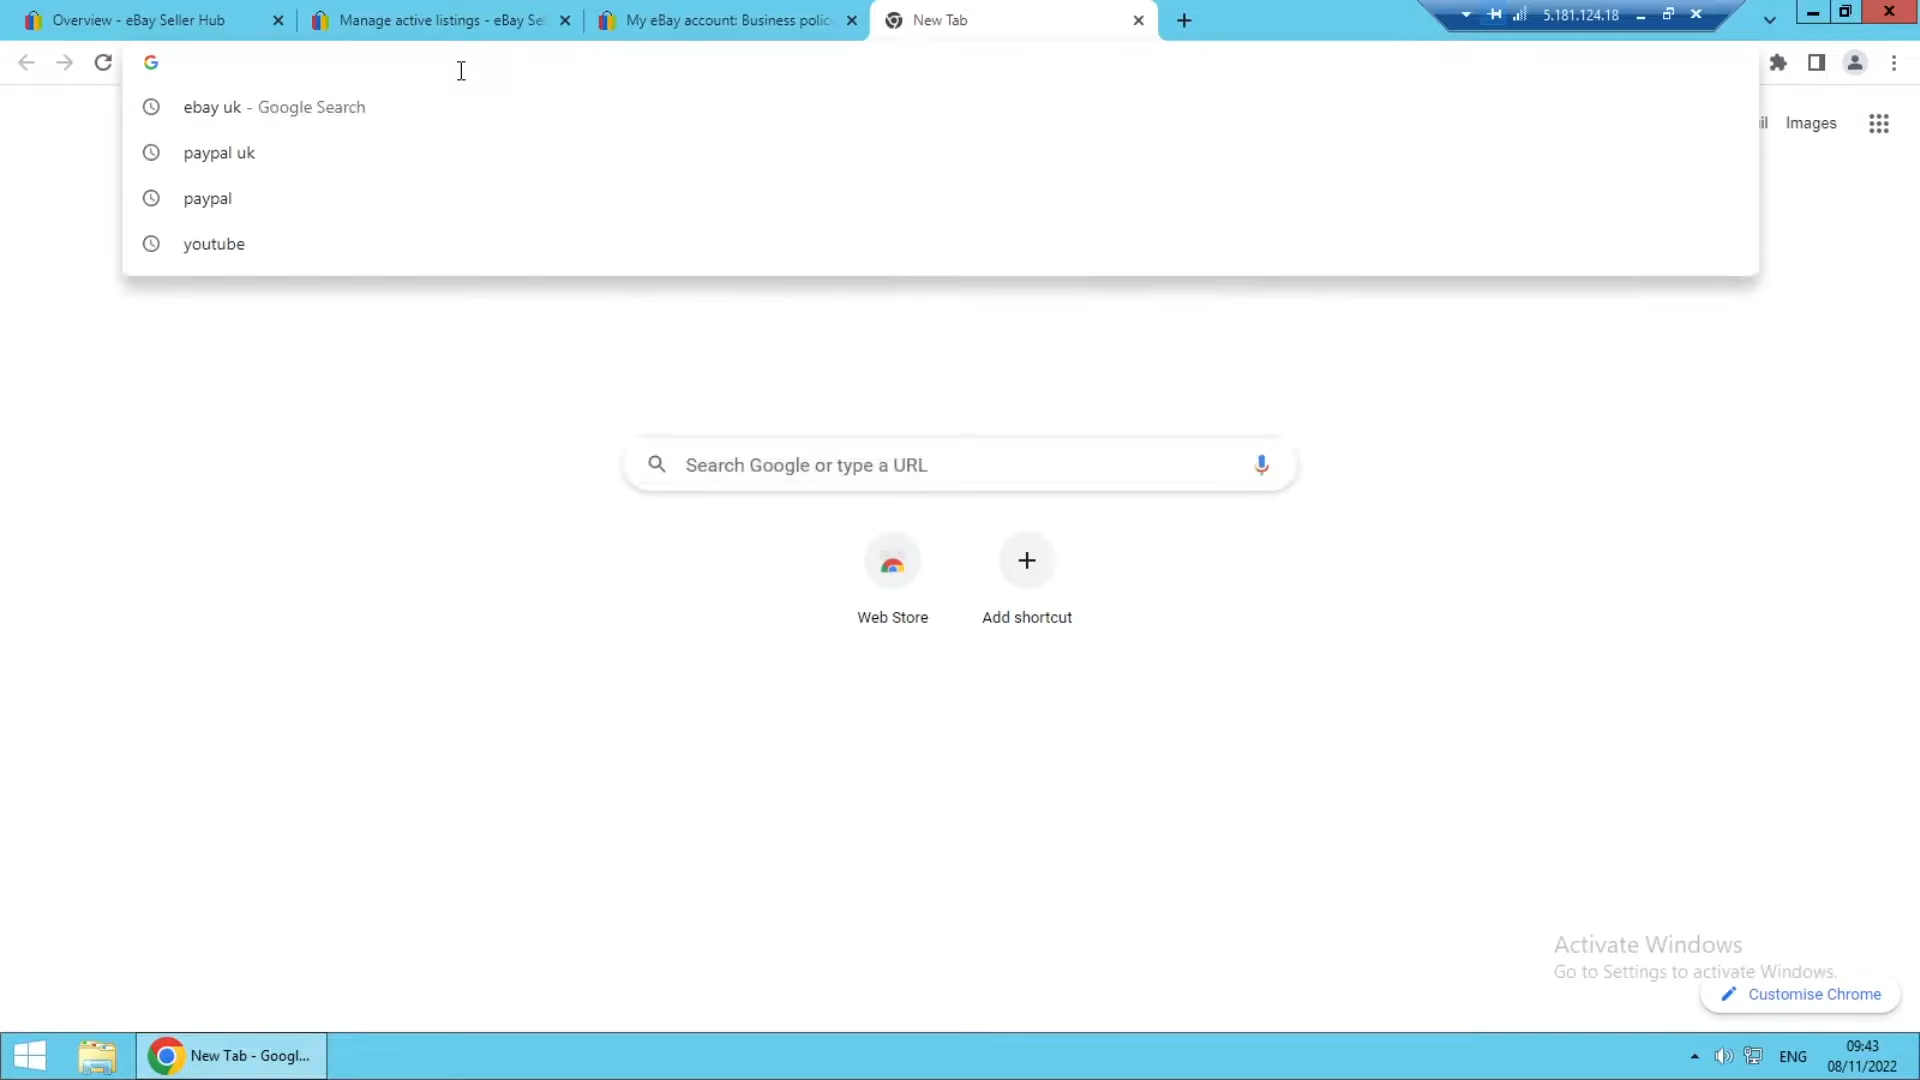 Overview - eBay Seller Hub
Manage active listings - eBay Sel
My eBay account: Business polic
New Tab
5.181.124.18
ebay uk - Google Search
paypal uk
paypal
youtube
il Images
Search Google or type a URL
Web Store
Add shortcut
Activate Windows
Go to Settings to activate Windows.
Customise Chrome
New Tab - Googl...
ENG
09:43
08/11/2022